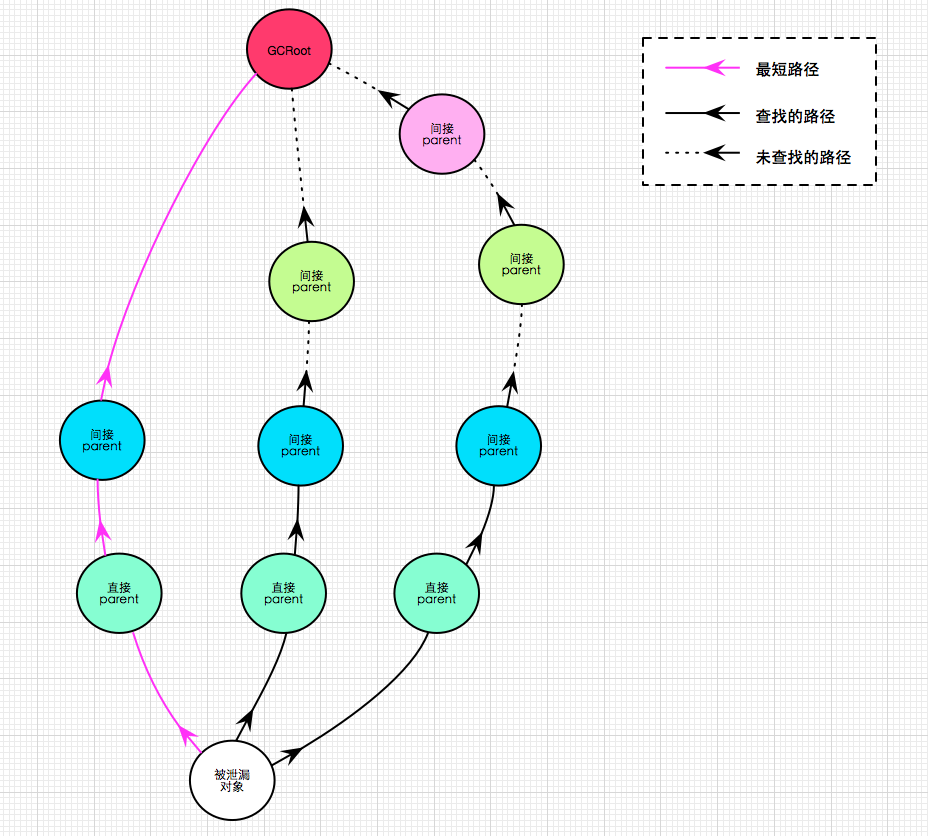 GCRoot
最短路径
查找的路径
未查找的路径
间接
parent
间接
parent
间接
parent
间接
parent
间接
parent
间接
parent
直接
parent
直接
parent
直接
parent
被泄漏
对象